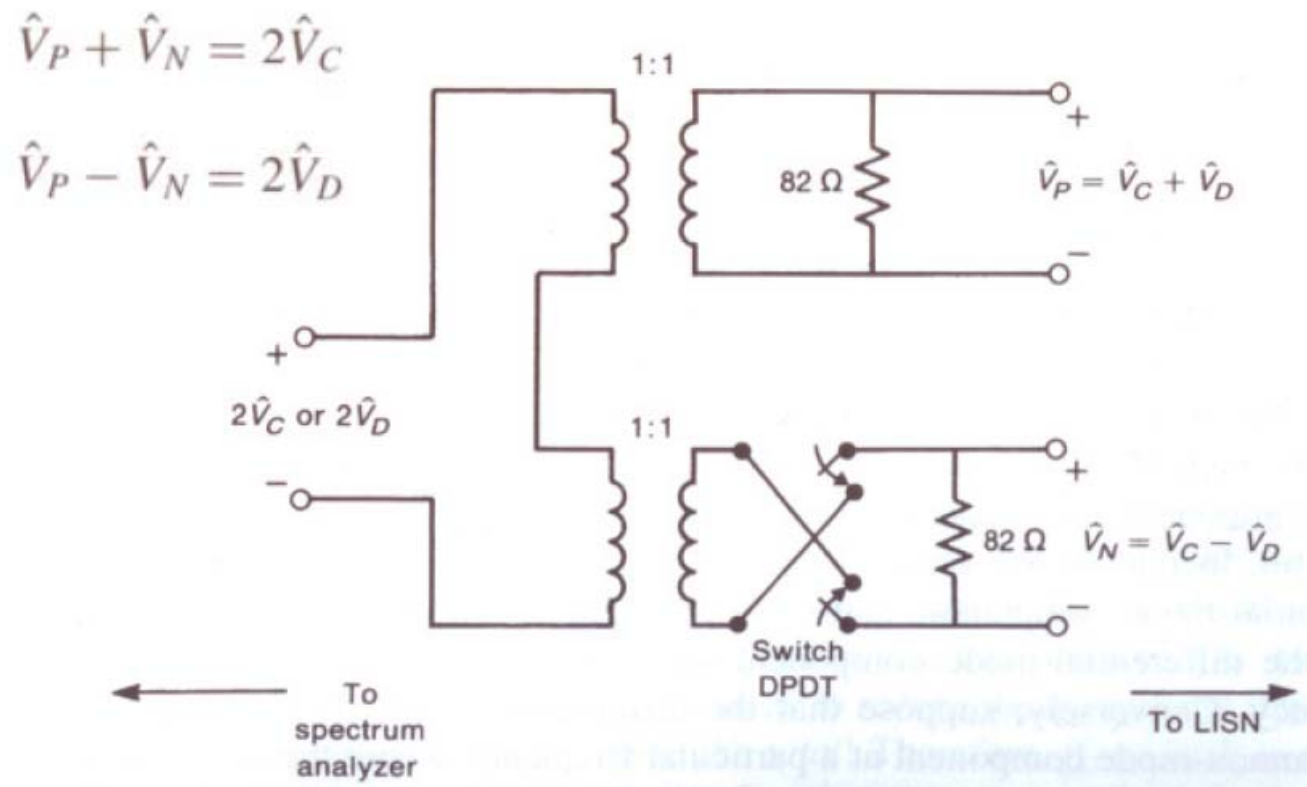 V̂_P + V̂_N = 2V̂_C
V̂_P − V̂_N = 2V̂_D
1:1
+
82 Ω
V̂_P = V̂_C + V̂_D
−
+
2V̂_C or 2V̂_D
−
1:1
+
82 Ω
V̂_N = V̂_C − V̂_D
−
Switch
DPDT
To
spectrum
analyzer
To LISN